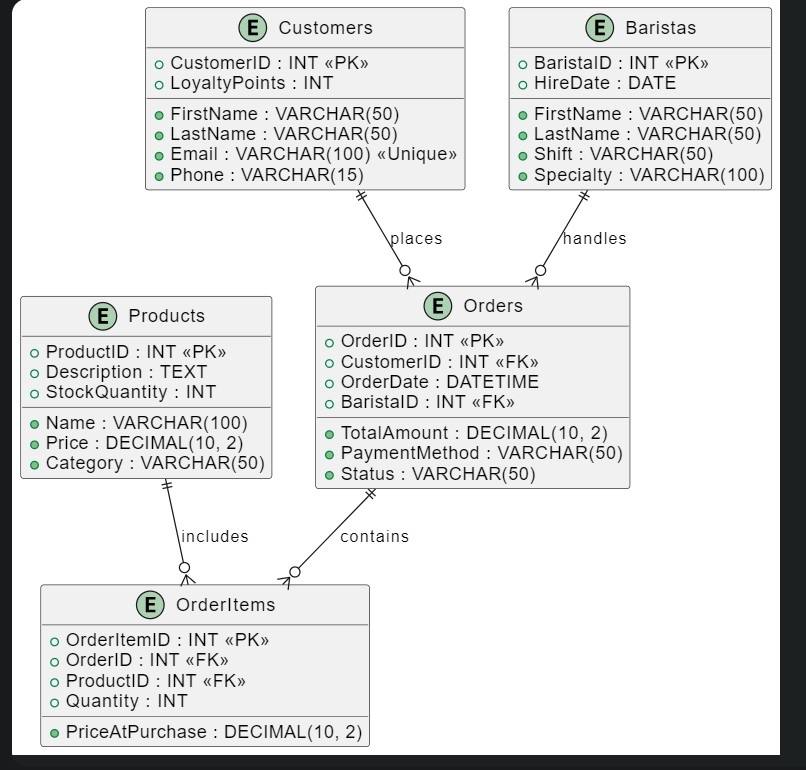 E Customers
CustomerID : INT «PK»
LoyaltyPoints : INT
FirstName : VARCHAR(50)
LastName : VARCHAR(50)
Email : VARCHAR(100) «Unique»
Phone : VARCHAR(15)
E Baristas
BaristaID : INT «PK»
HireDate : DATE
FirstName : VARCHAR(50)
LastName : VARCHAR(50)
Shift : VARCHAR(50)
Specialty : VARCHAR(100)
places
handles
E Products
ProductID : INT «PK»
Description : TEXT
StockQuantity : INT
Name : VARCHAR(100)
Price : DECIMAL(10, 2)
Category : VARCHAR(50)
E Orders
OrderID : INT «PK»
CustomerID : INT «FK»
OrderDate : DATETIME
BaristaID : INT «FK»
TotalAmount : DECIMAL(10, 2)
PaymentMethod : VARCHAR(50)
Status : VARCHAR(50)
includes
contains
E OrderItems
OrderItemID : INT «PK»
OrderID : INT «FK»
ProductID : INT «FK»
Quantity : INT
PriceAtPurchase : DECIMAL(10, 2)